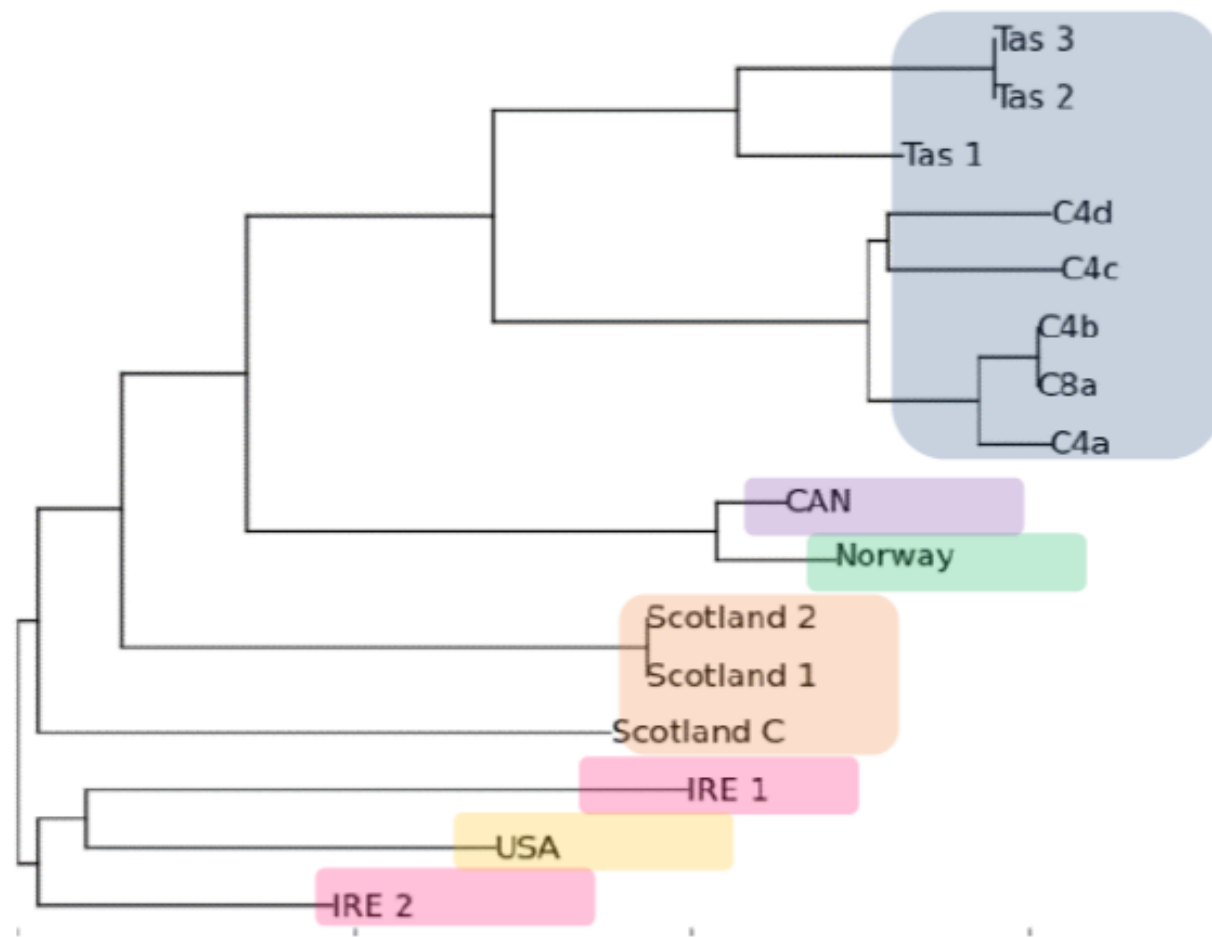 Tas 3
Tas 2
Tas 1
C4d
C4c
C4b
C8a
C4a
CAN
Norway
Scotland 2
Scotland 1
Scotland C
IRE 1
USA
IRE 2